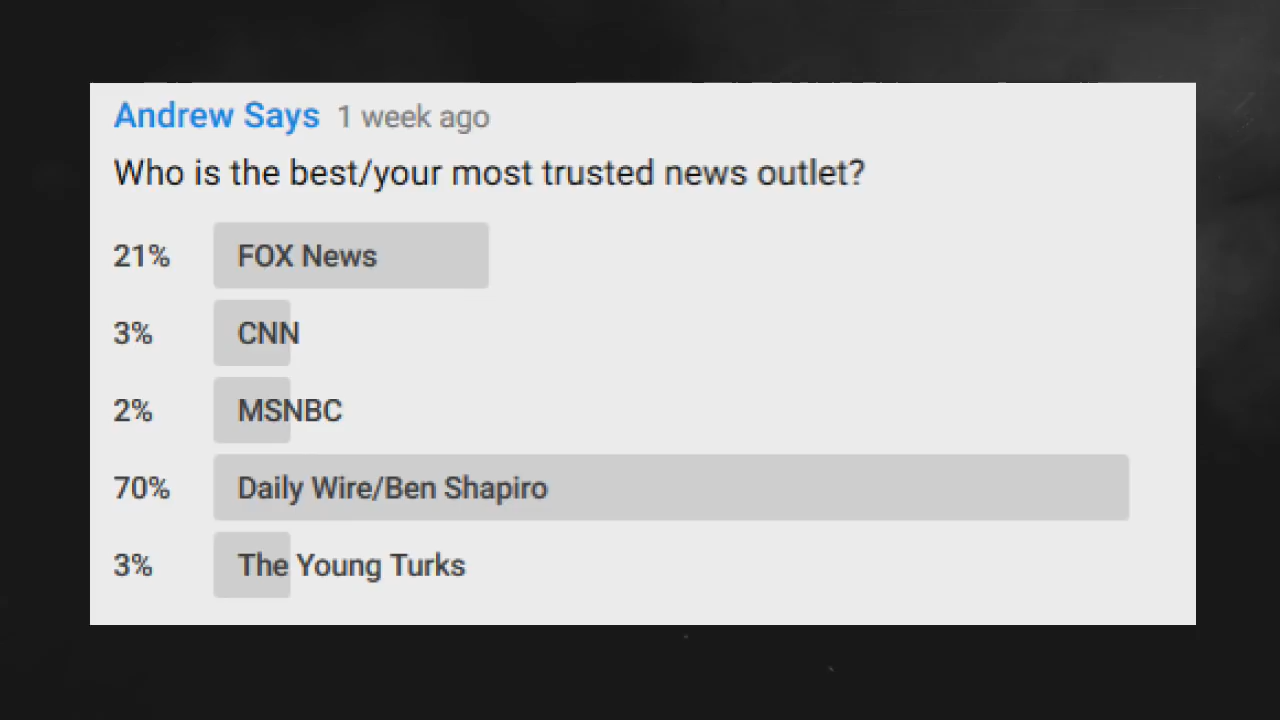 Andrew Says 1 week ago
Who is the best/your most trusted news outlet?
21% FOX News
3% CNN
2% MSNBC
70% Daily Wire/Ben Shapiro
3% The Young Turks